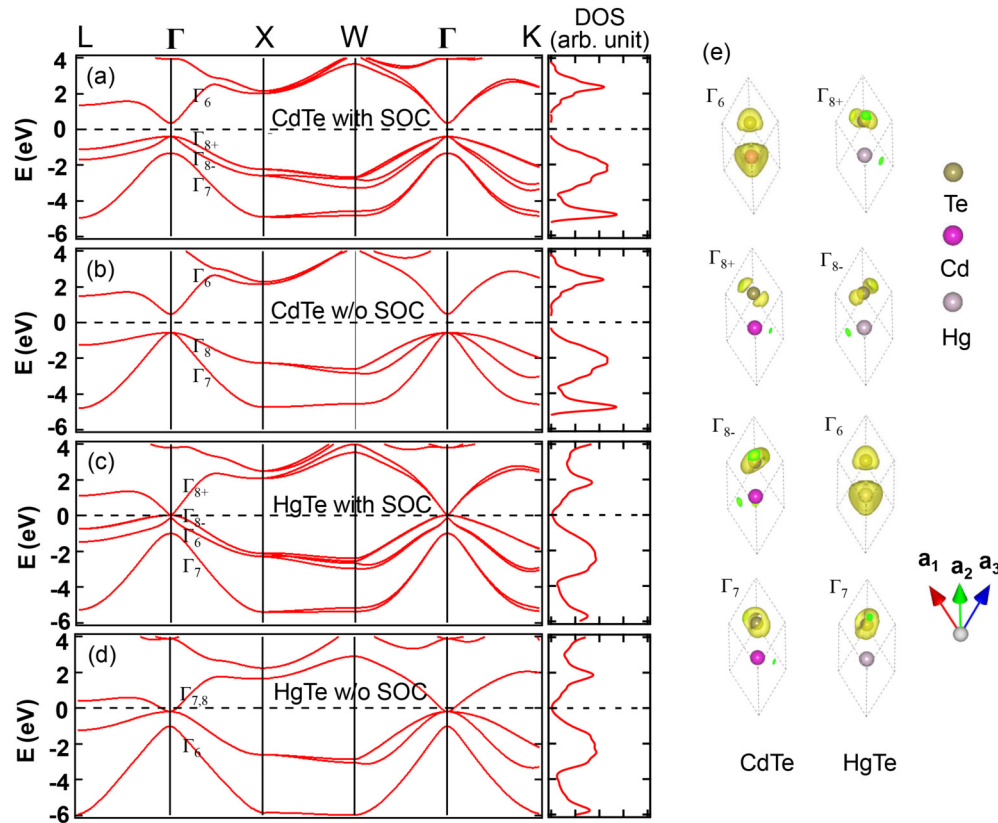 L Γ X W Γ K
DOS
(arb. unit)
(a)
4
2
0
-2
-4
-6
E (eV)
Γ6
CdTe with SOC
Γ8+
Γ8-
Γ7
(b)
4
2
0
-2
-4
-6
E (eV)
Γ6
CdTe w/o SOC
Γ8
Γ7
(c)
4
2
0
-2
-4
-6
E (eV)
Γ8+
HgTe with SOC
Γ8-
Γ6
Γ7
(d)
4
2
0
-2
-4
-6
E (eV)
Γ7,8
HgTe w/o SOC
Γ6
(e)
Γ6 Γ8+
Γ8+ Γ8-
Γ8- Γ6
Γ7 Γ7
CdTe HgTe
Te
Cd
Hg
a1 a2 a3